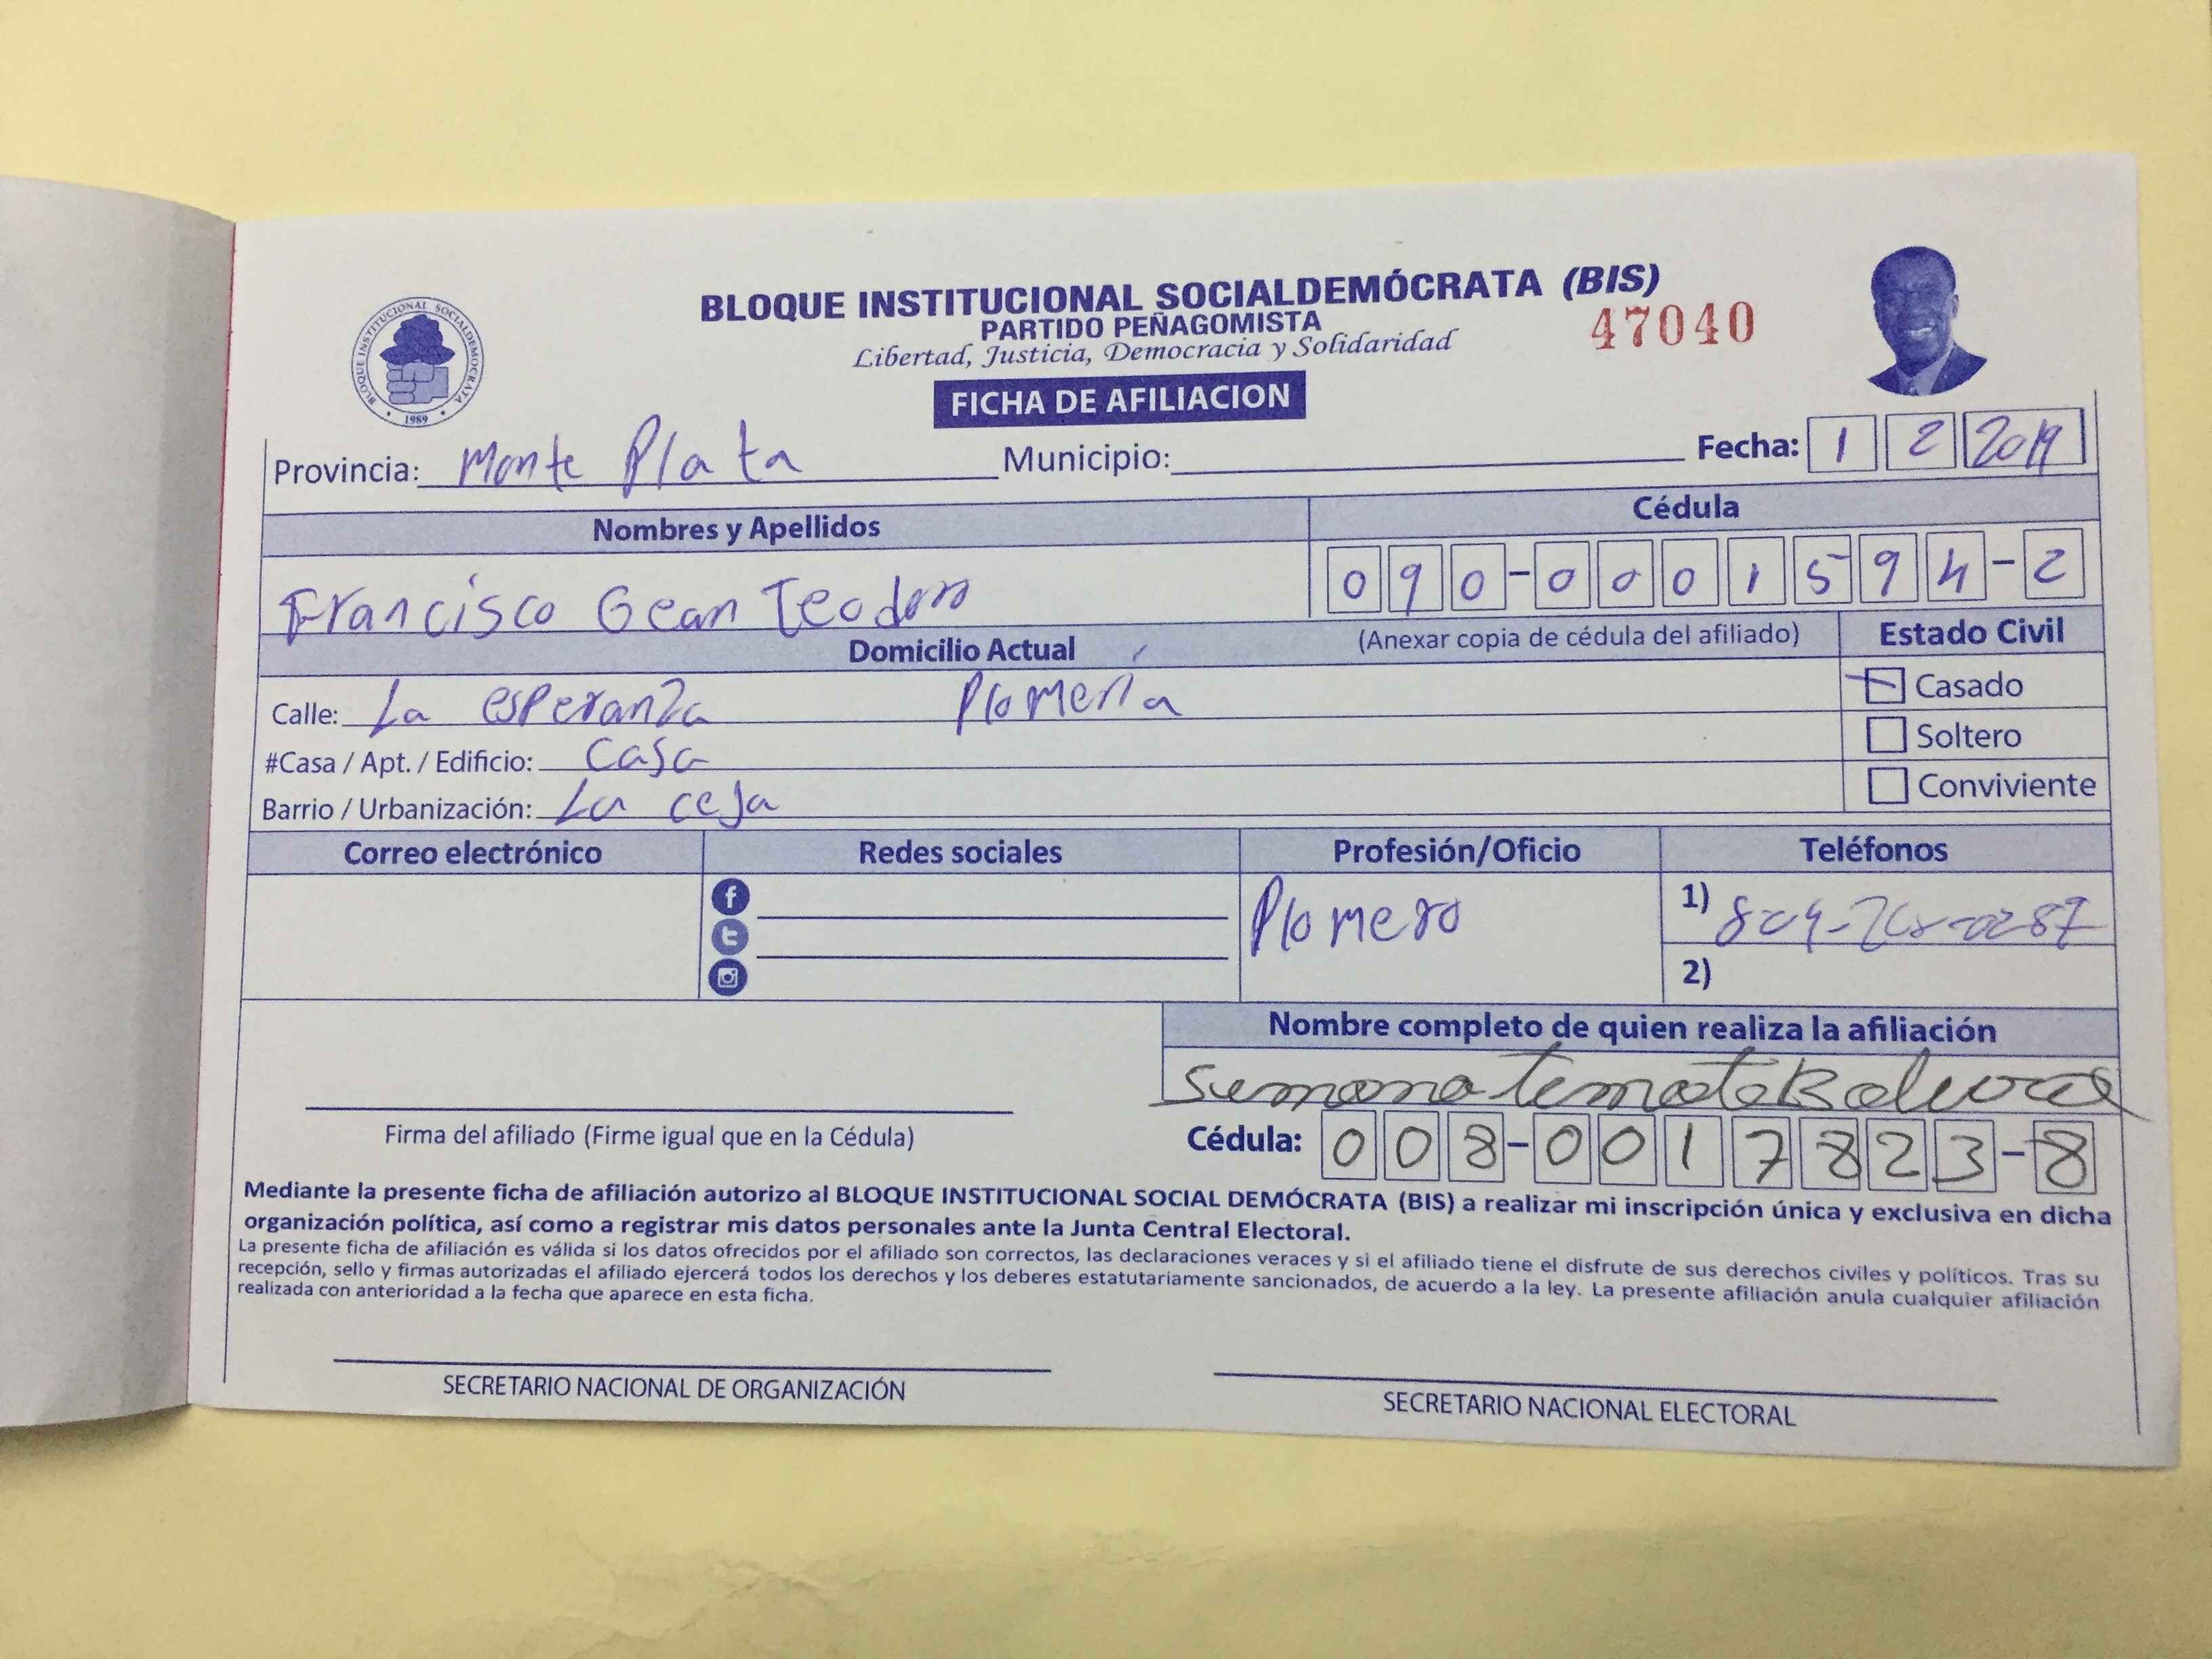 BLOQUE INSTITUCIONAL SOCIALDEMÓCRATA (BIS)
PARTIDO PEÑAGOMISTA
Libertad, Justicia, Democracia y Solidaridad
47040
BLOQUE INSTITUCIONAL SOCIALDEMOCRATA
1989
FICHA DE AFILIACION
Provincia: Monte Plata Municipio: Fecha: 1 2 2019
Nombres y Apellidos Cédula
Francisco Gean Teodoro 090-0001594-2
Domicilio Actual (Anexar copia de cédula del afiliado) Estado Civil
Calle: La esperanza Plomería Casado
#Casa / Apt. / Edificio: casa Soltero
Barrio / Urbanización: La ceja Conviviente
Correo electrónico Redes sociales Profesión/Oficio Teléfonos
Plomero 1)
2)
Nombre completo de quien realiza la afiliación
Firma del afiliado (Firme igual que en la Cédula) Cédula: 008-0017823-8
Mediante la presente ficha de afiliación autorizo al BLOQUE INSTITUCIONAL SOCIAL DEMÓCRATA (BIS) a realizar mi inscripción única y exclusiva en dicha
organización política, así como a registrar mis datos personales ante la Junta Central Electoral.
La presente ficha de afiliación es válida si los datos ofrecidos por el afiliado son correctos, las declaraciones veraces y si el afiliado tiene el disfrute de sus derechos civiles y políticos. Tras su
recepción, sello y firmas autorizadas el afiliado ejercerá todos los derechos y los deberes estatutariamente sancionados, de acuerdo a la ley. La presente afiliación anula cualquier afiliación
realizada con anterioridad a la fecha que aparece en esta ficha.
SECRETARIO NACIONAL DE ORGANIZACIÓN SECRETARIO NACIONAL ELECTORAL